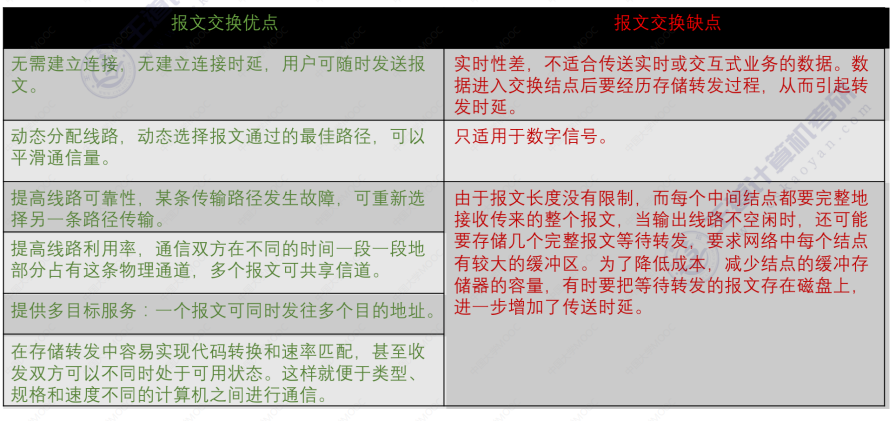 报文交换优点
报文交换缺点
无需建立连接，无建立连接时延，用户可随时发送报
文。
实时性差，不适合传送实时或交互式业务的数据。数
据进入交换结点后要经历存储转发过程，从而引起转
发时延。
动态分配线路，动态选择报文通过的最佳路径，可以
平滑通信量。
只适用于数字信号。
提高线路可靠性，某条传输路径发生故障，可重新选
择另一条路径传输。
提高线路利用率，通信双方在不同的时间一段一段地
部分占有这条物理通道，多个报文可共享信道。
提供多目标服务：一个报文可同时发往多个目的地址。
在存储转发中容易实现代码转换和速率匹配，甚至收
发双方可以不同时处于可用状态。这样就便于类型、
规格和速度不同的计算机之间进行通信。
由于报文长度没有限制，而每个中间结点都要完整地
接收传来的整个报文，当输出线路不空闲时，还可能
要存储几个完整报文等待转发，要求网络中每个结点
有较大的缓冲区。为了降低成本，减少结点的缓冲存
储器的容量，有时要把等待转发的报文存在磁盘上，
进一步增加了传送时延。